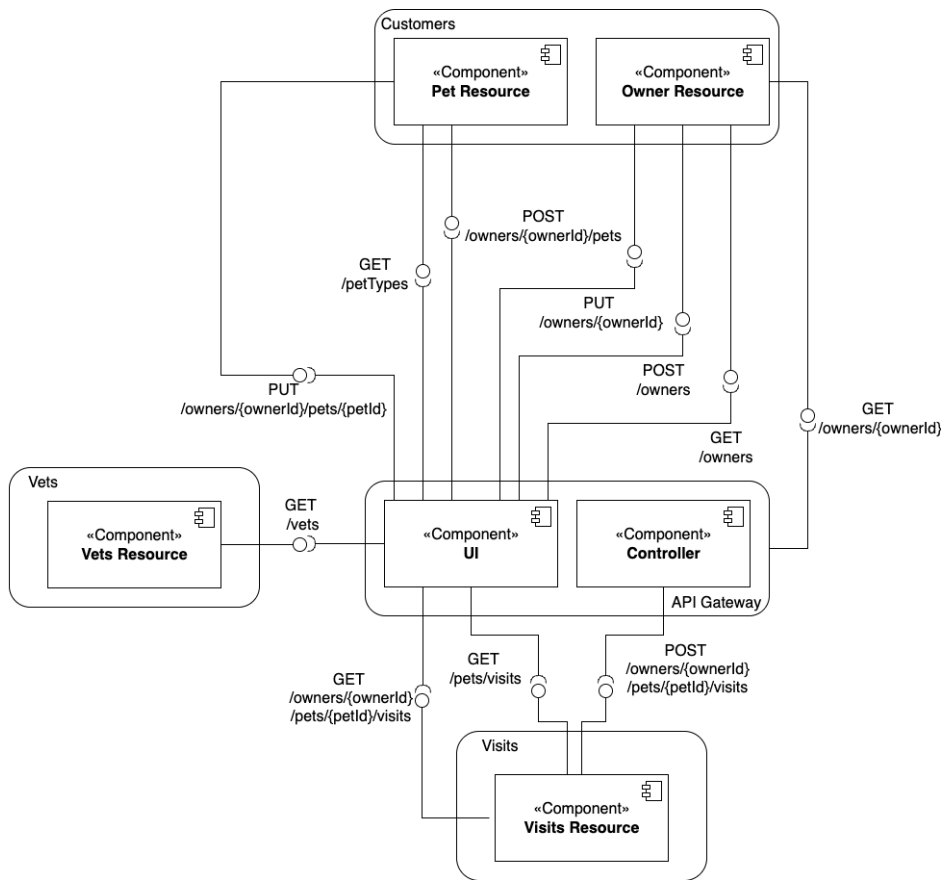 Customers
«Component»
Pet Resource
«Component»
Owner Resource
POST
/owners/{ownerId}/pets
GET
/petTypes
PUT
/owners/{ownerId}
POST
/owners
PUT
/owners/{ownerId}/pets/{petId}
GET
/owners/{ownerId}
GET
/owners
Vets
«Component»
Vets Resource
GET
/vets
«Component»
UI
«Component»
Controller
API Gateway
GET
/owners/{ownerId}
/pets/{petId}/visits
GET
/pets/visits
POST
/owners/{ownerId}
/pets/{petId}/visits
Visits
«Component»
Visits Resource